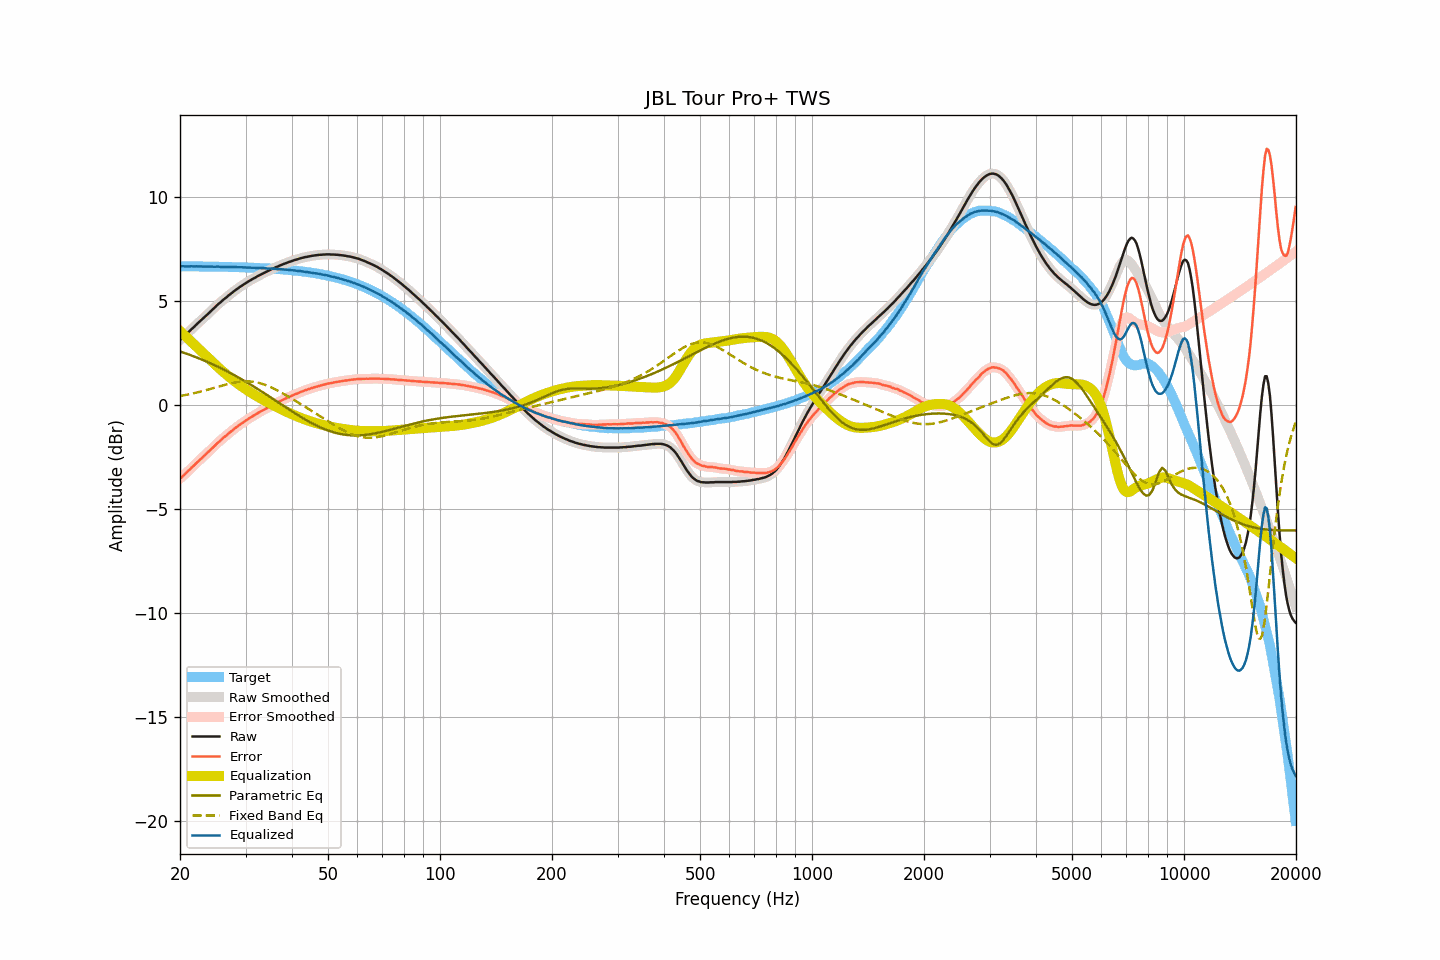 JBL Tour Pro+ TWS
Amplitude (dBr)
10
5
0
−5
−10
−15
−20
Target
Raw Smoothed
Error Smoothed
Raw
Error
Equalization
Parametric Eq
Fixed Band Eq
Equalized
20 50 100 200 500 1000 2000 5000 10000 20000
Frequency (Hz)